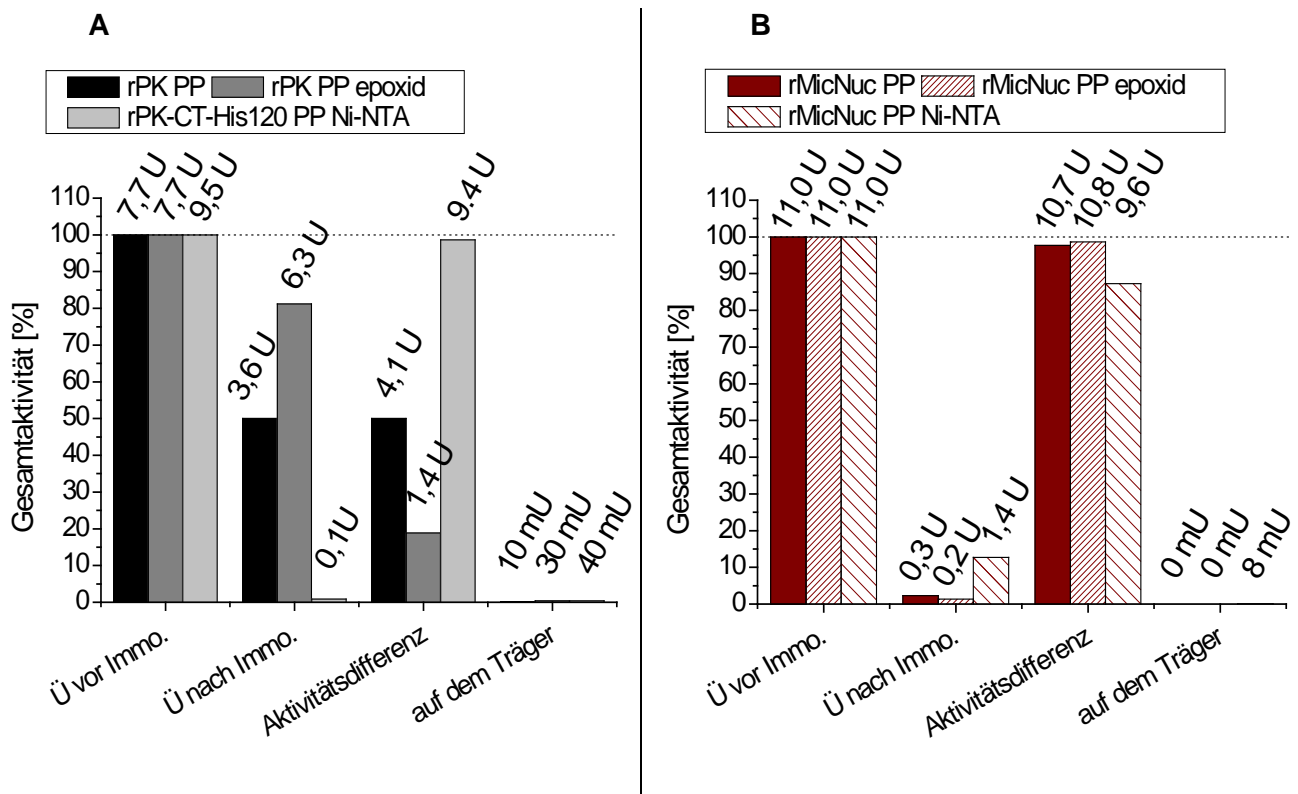 A
rPK PP rPK PP epoxid
rPK-CT-His120 PP Ni-NTA
7,7 U 7,7 U 9,5 U
3,6 U 6,3 U 0,1U
4,1 U 1,4 U 9.4 U
10 mU 30 mU 40 mU
Gesamtaktivität [%]
110
100
90
80
70
60
50
40
30
20
10
0
Ü vor Immo.
Ü nach Immo.
Aktivitätsdifferenz
auf dem Träger
B
rMicNuc PP rMicNuc PP epoxid
rMicNuc PP Ni-NTA
11,0 U 11,0 U 11,0 U
0,3 U 0,2 U 1,4 U
10,7 U 10,8 U 9,6 U
0 mU 0 mU 8 mU
Gesamtaktivität [%]
110
100
90
80
70
60
50
40
30
20
10
0
Ü vor Immo.
Ü nach Immo.
Aktivitätsdifferenz
auf dem Träger